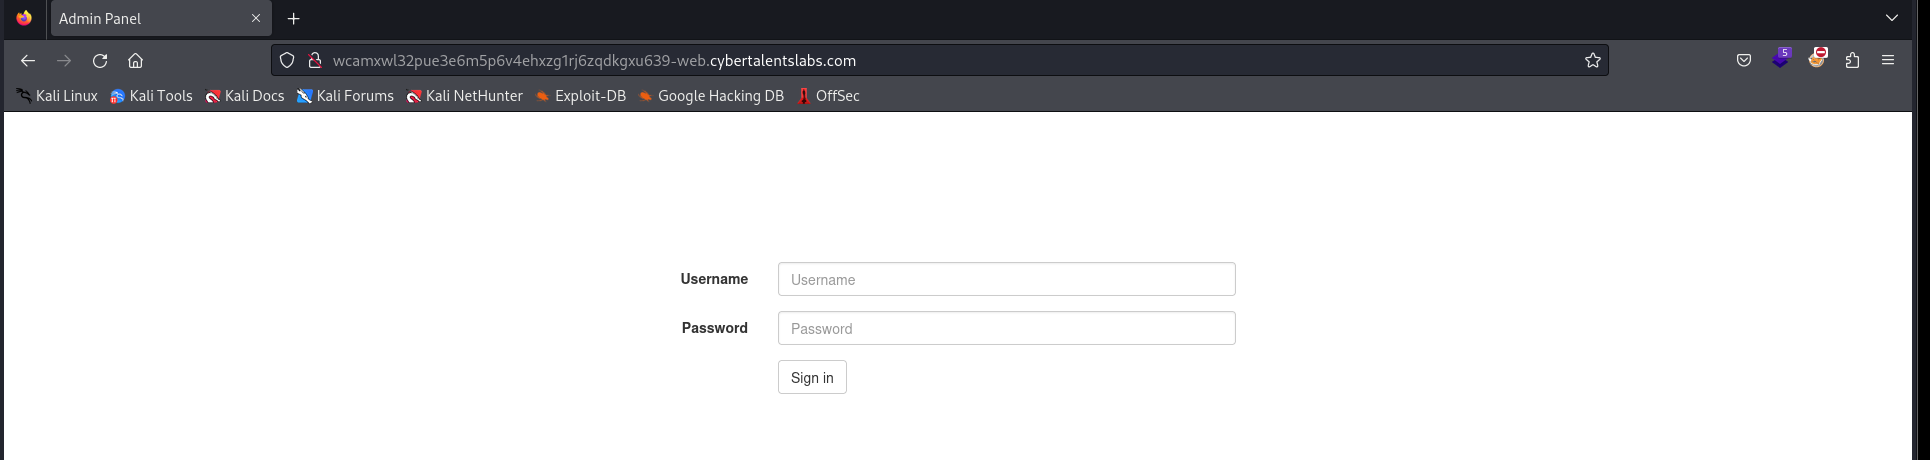 Admin Panel
wcamxwl32pue3e6m5p6v4ehxzg1rj6zqdkgxu639-web.cybertalentslabs.com
5
Kali Linux Kali Tools Kali Docs Kali Forums Kali NetHunter Exploit-DB Google Hacking DB OffSec
Username Username
Password Password
Sign in